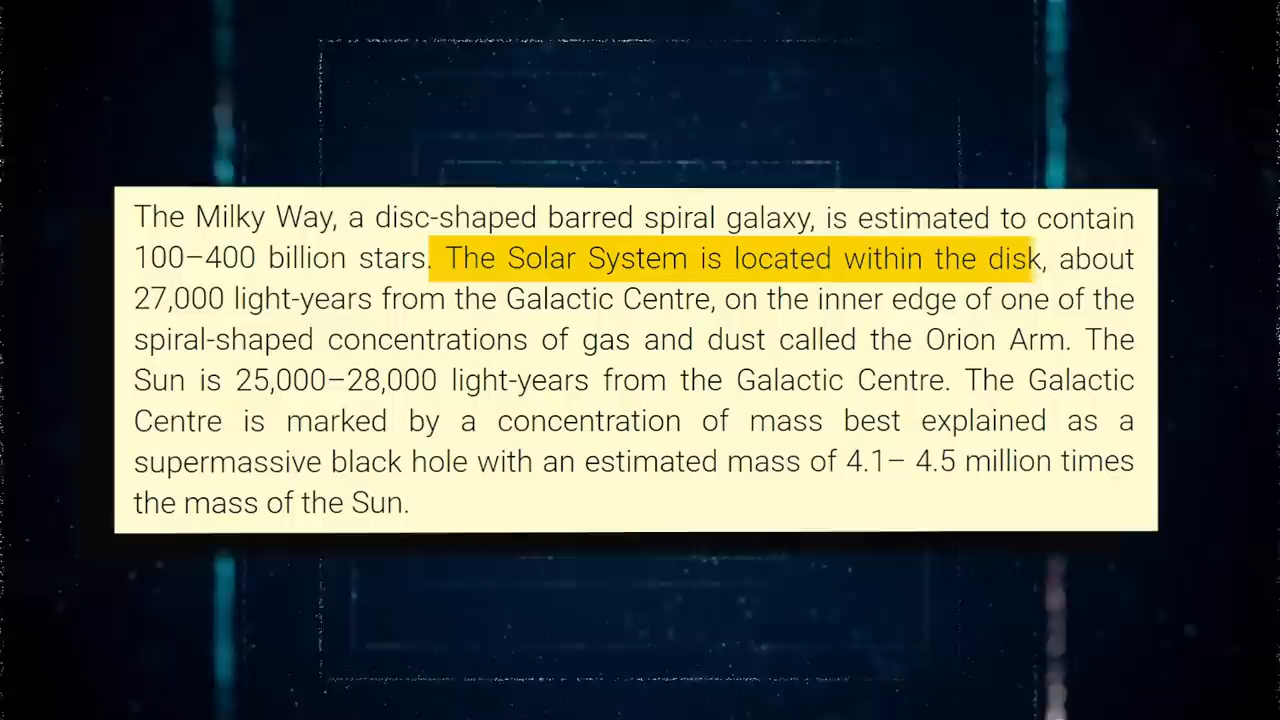 The Milky Way, a disc-shaped barred spiral galaxy, is estimated to contain
100–400 billion stars. The Solar System is located within the disk, about
27,000 light-years from the Galactic Centre, on the inner edge of one of the
spiral-shaped concentrations of gas and dust called the Orion Arm. The
Sun is 25,000–28,000 light-years from the Galactic Centre. The Galactic
Centre is marked by a concentration of mass best explained as a
supermassive black hole with an estimated mass of 4.1– 4.5 million times
the mass of the Sun.